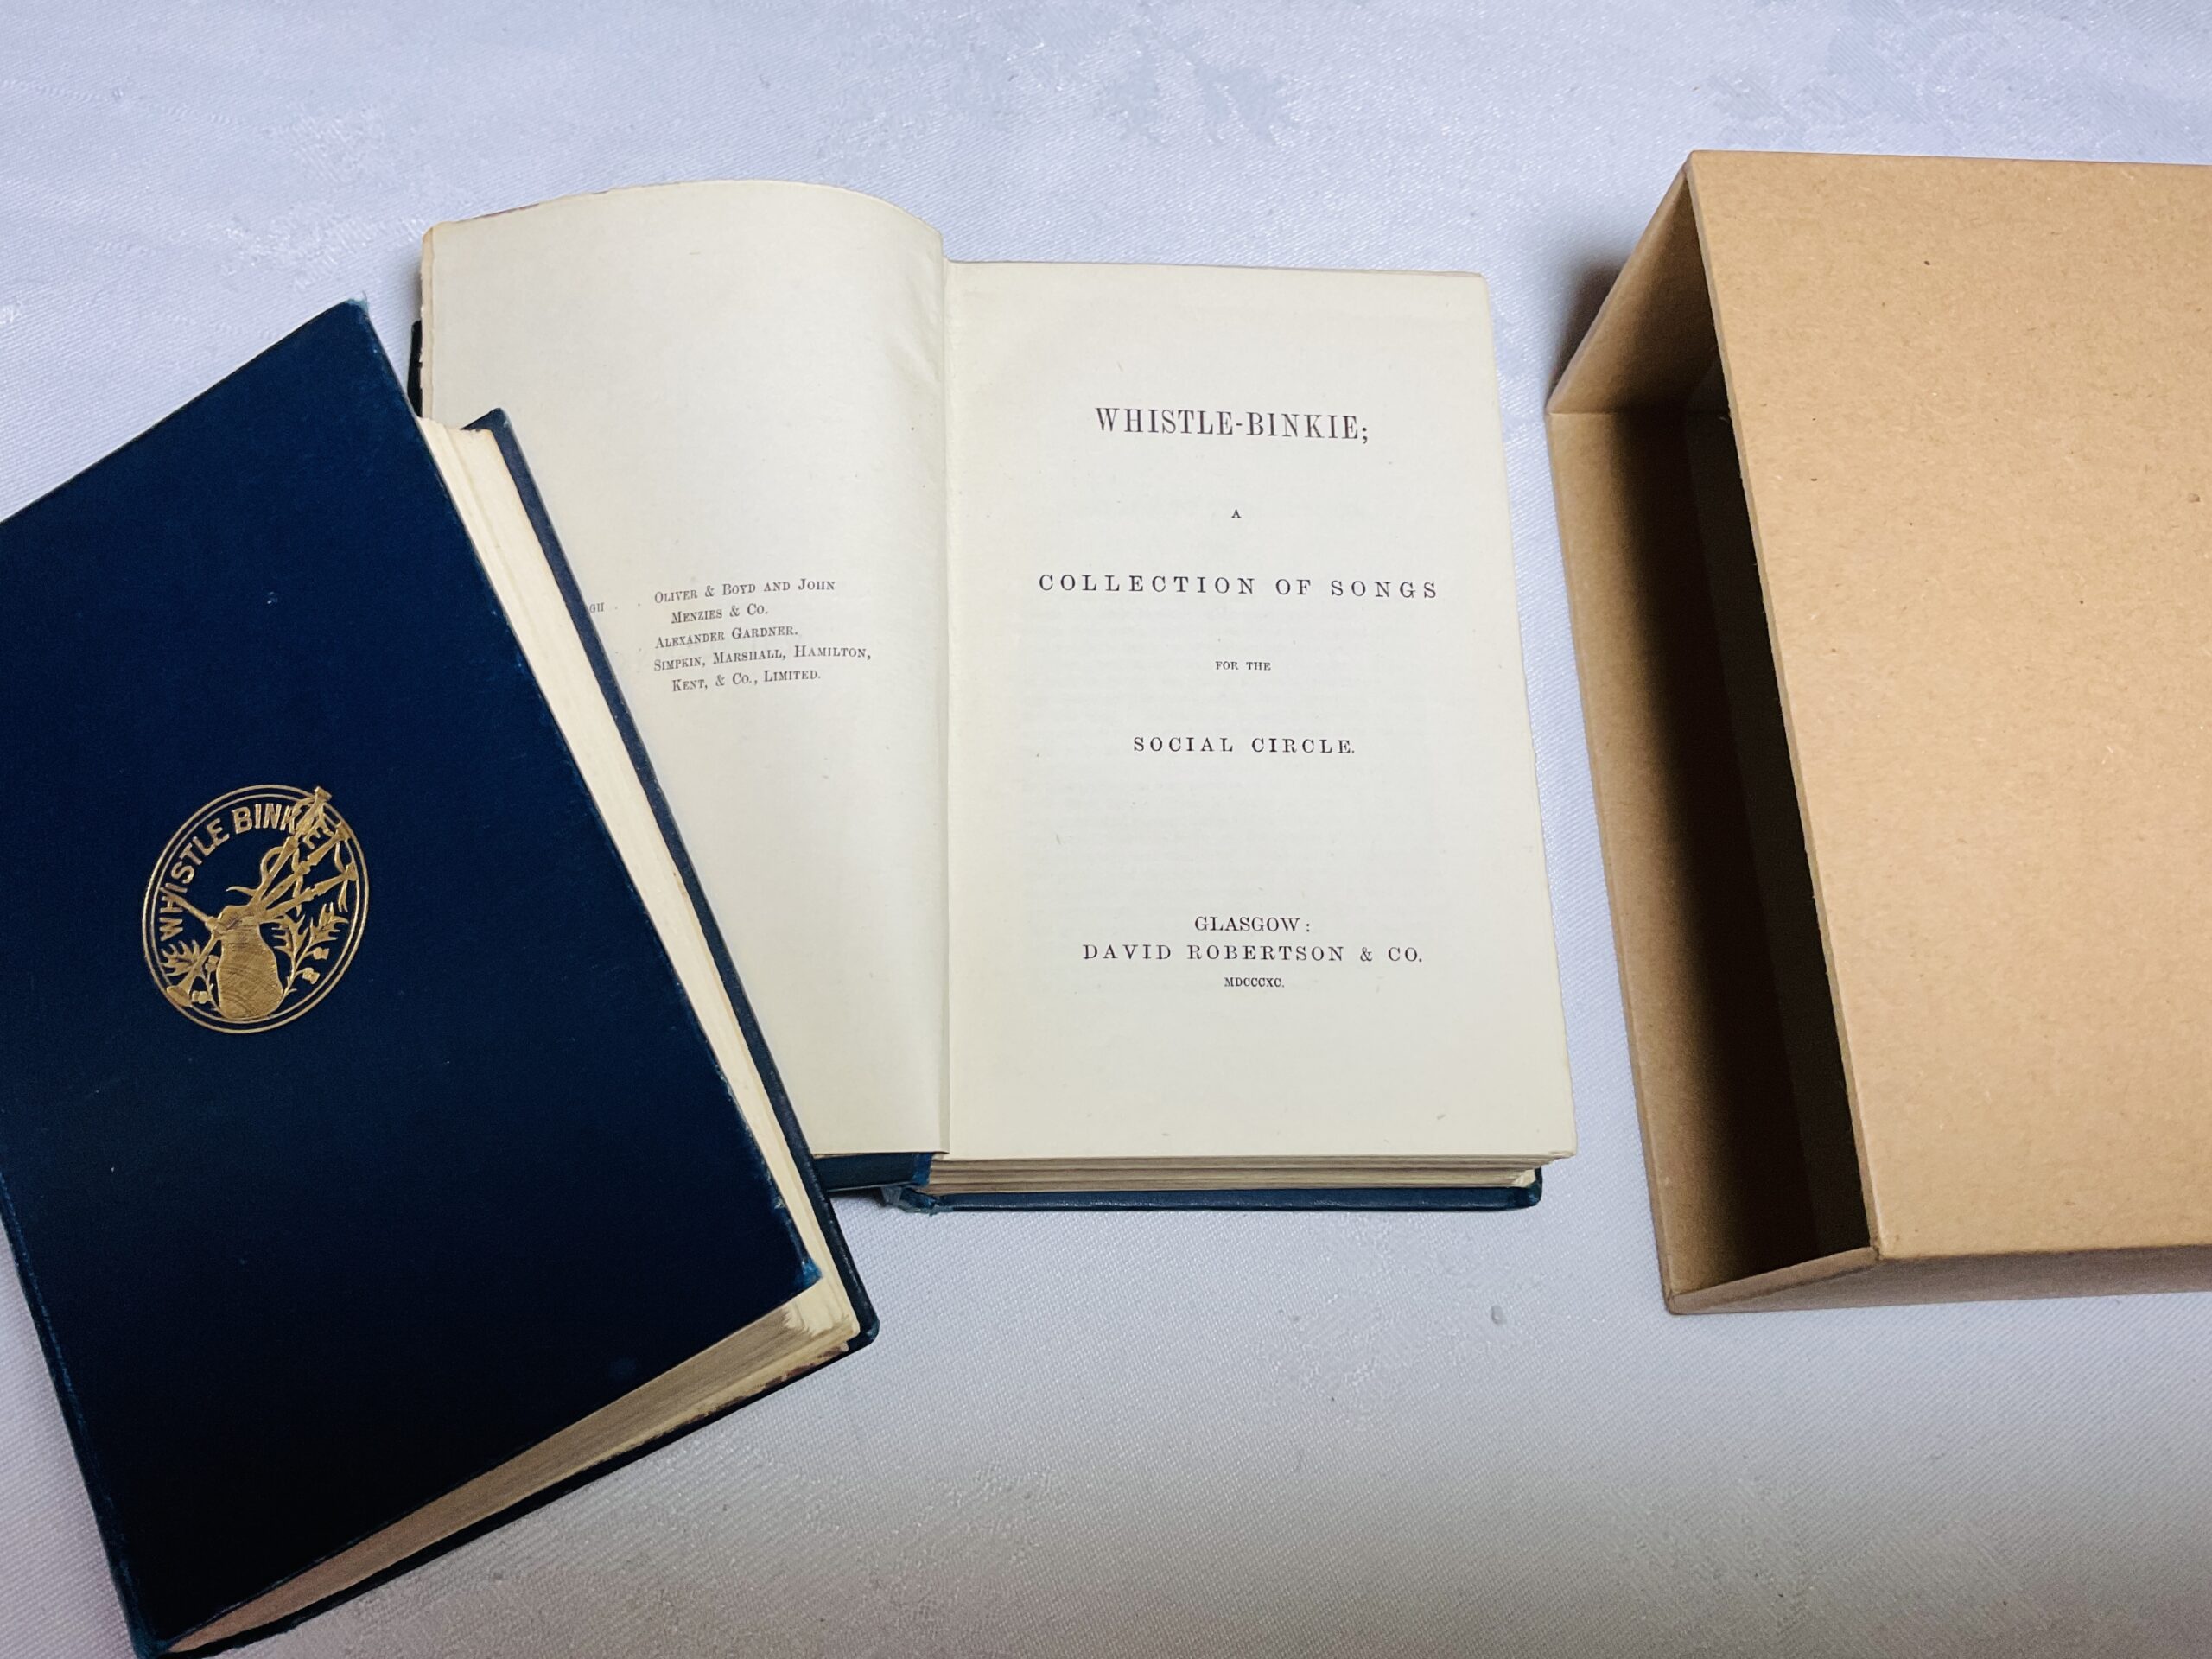 WHISTLE BINKIE
OLIVER & BOYD AND JOHN
MENZIES & CO.
ALEXANDER GARDNER.
SIMPKIN, MARSHALL, HAMILTON,
KENT, & CO., LIMITED.
WHISTLE-BINKIE;
A
COLLECTION OF SONGS
FOR THE
SOCIAL CIRCLE.
GLASGOW:
DAVID ROBERTSON & CO.
MDCCCXC.